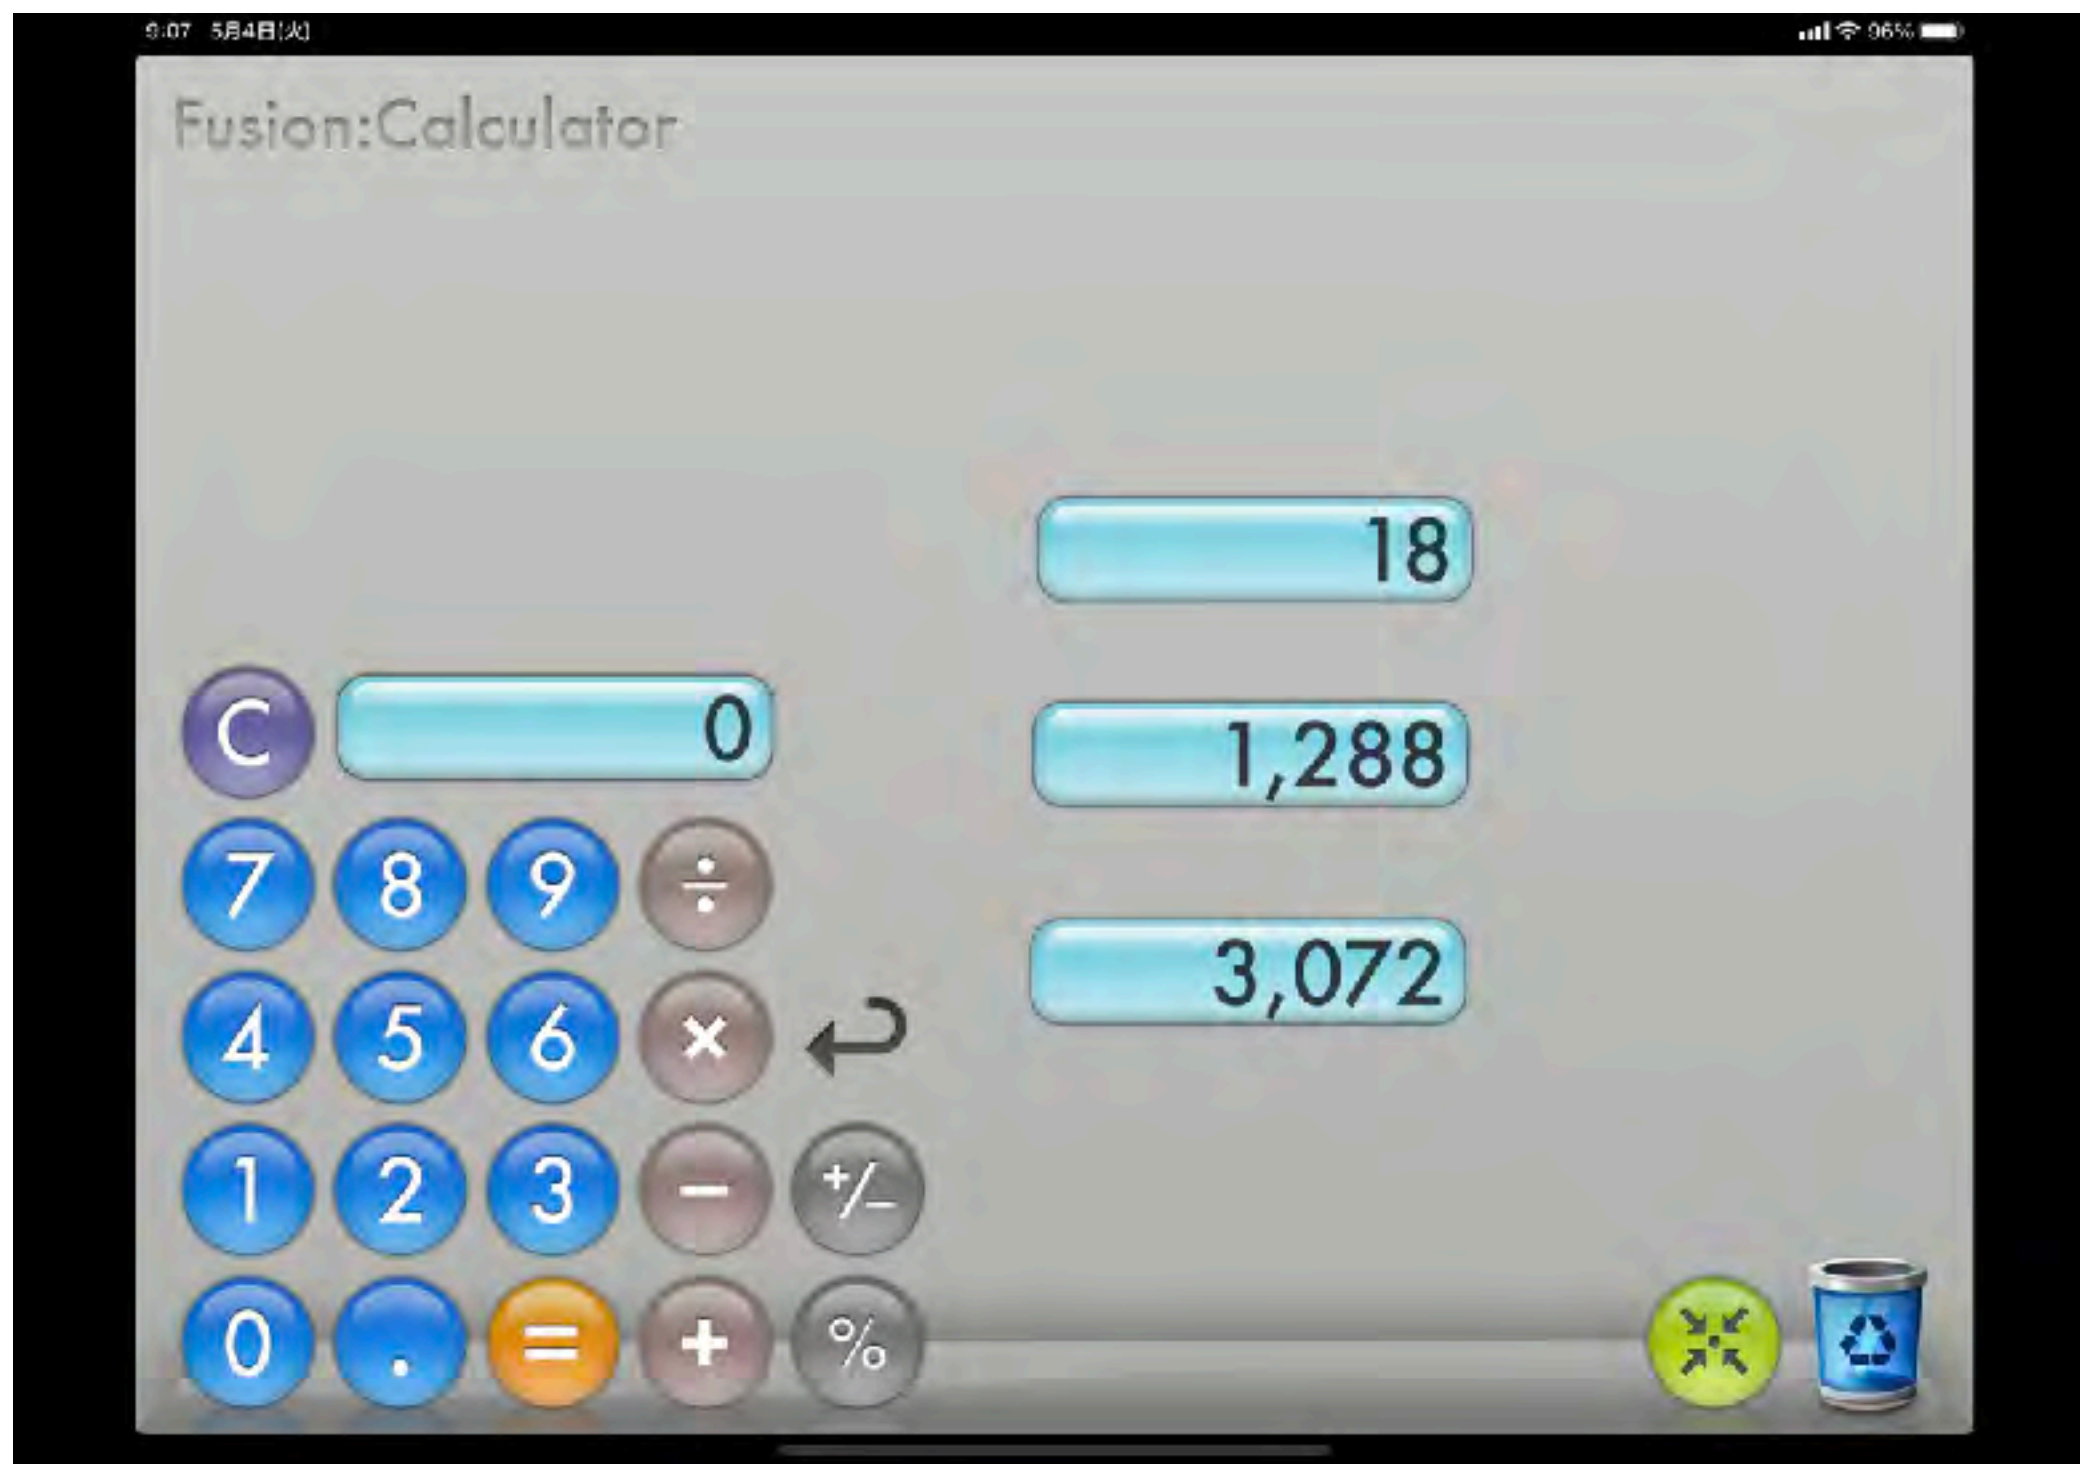 9:07 5月4日(火)
96%
Fusion:Calculator
18
C 0
1,288
7 8 9 ÷
3,072
4 5 6 ×
1 2 3 − +/−
0 . = + %